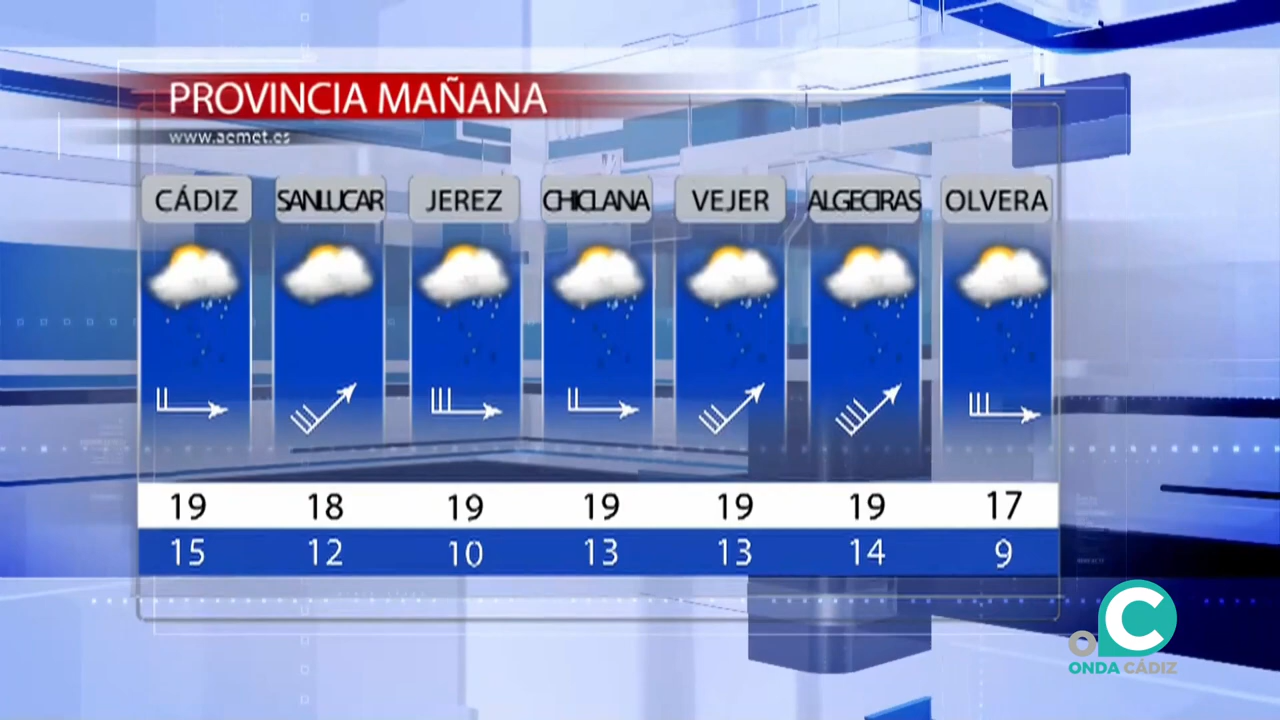 PROVINCIA MAÑANA
www.aemet.es
CÁDIZ SANLUCAR JEREZ CHICLANA VEJER ALGECIRAS OLVERA
19 18 19 19 19 19 17
15 12 10 13 13 14 9
ONDA CÁDIZ